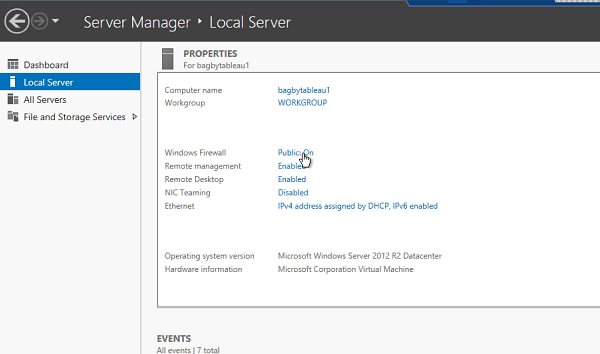 Server Manager ‣ Local Server
Dashboard
Local Server
All Servers
File and Storage Services
PROPERTIES
For bagbytableau1
Computer name bagbytableau1
Workgroup WORKGROUP
Windows Firewall Public: On
Remote management Enabled
Remote Desktop Enabled
NIC Teaming Disabled
Ethernet IPv4 address assigned by DHCP, IPv6 enabled
Operating system version Microsoft Windows Server 2012 R2 Datacenter
Hardware information Microsoft Corporation Virtual Machine
EVENTS
All events | 7 total